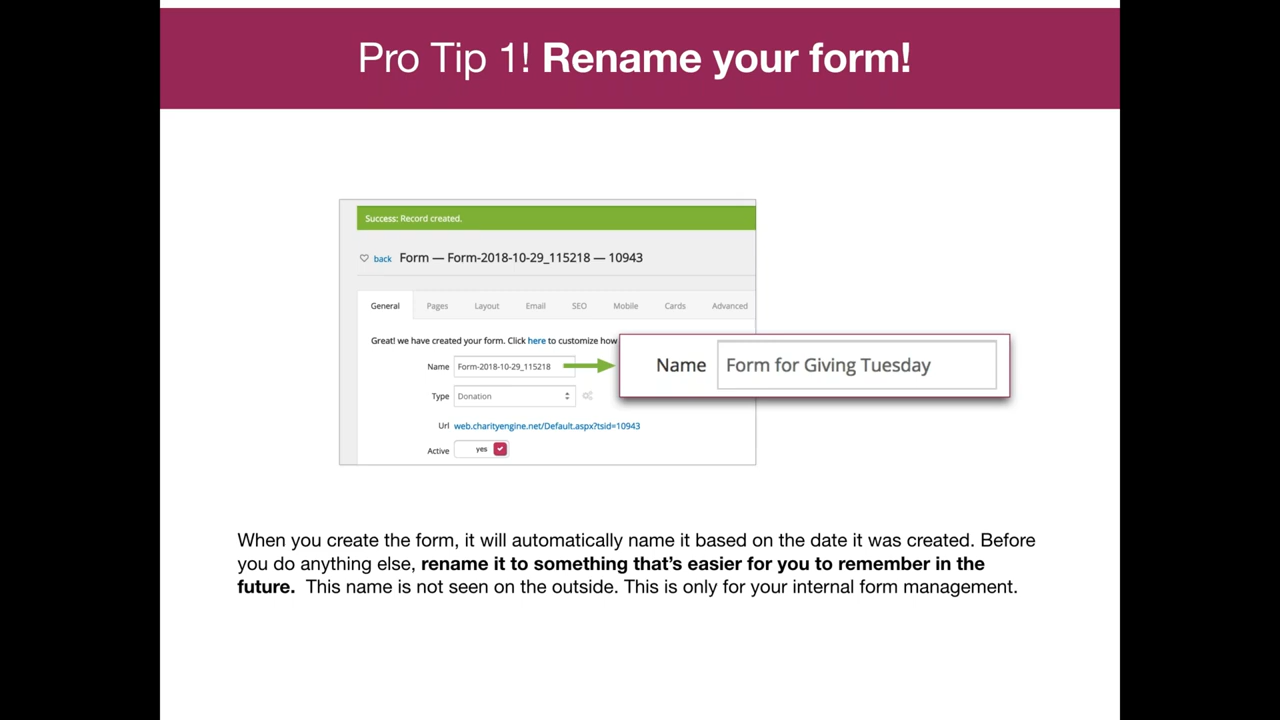 Pro Tip 1! Rename your form!
Success: Record created.
back Form — Form-2018-10-29_115218 — 10943
General Pages Layout Email SEO Mobile Cards Advanced
Great! we have created your form. Click here to customize how
Name Form-2018-10-29_115218
Name Form for Giving Tuesday
Type Donation
Url web.charityengine.net/Default.aspx?tsid=10943
Active yes
When you create the form, it will automatically name it based on the date it was created. Before
you do anything else, rename it to something that’s easier for you to remember in the
future. This name is not seen on the outside. This is only for your internal form management.